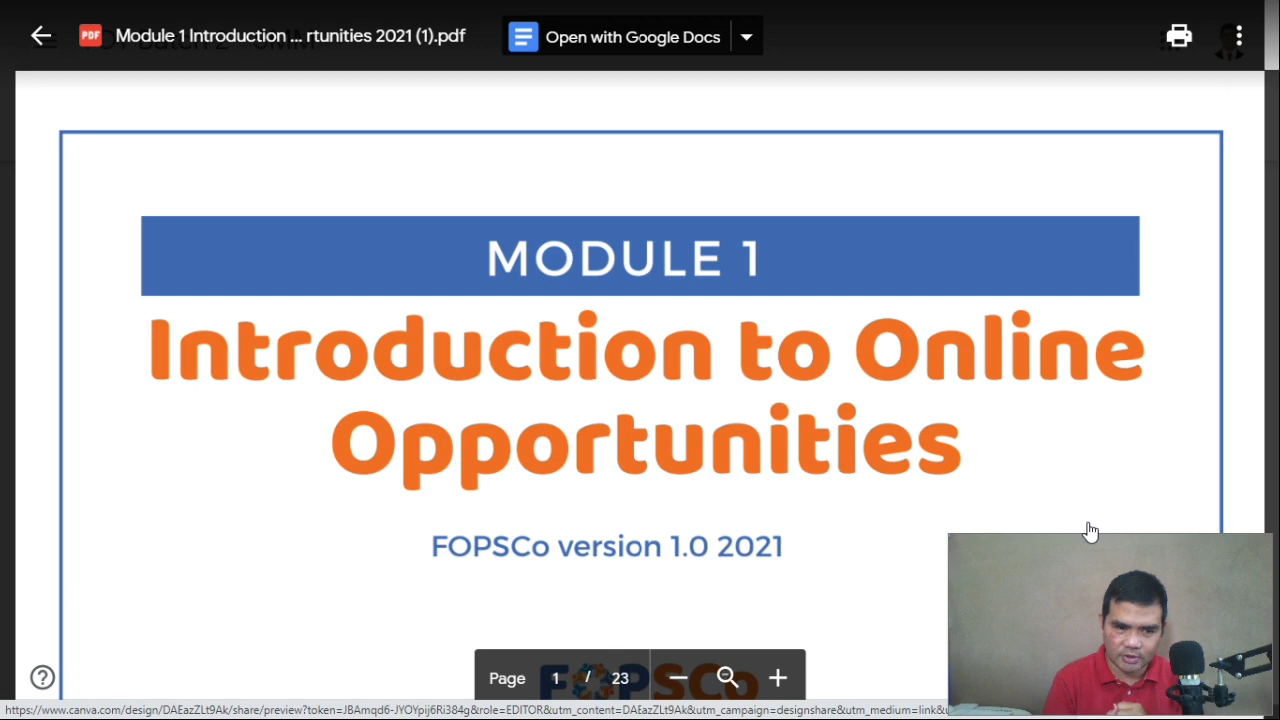 PDF
Module 1 Introduction ... rtunities 2021 (1).pdf
Open with Google Docs
MODULE 1
Introduction to Online
Opportunities
FOPSCo version 1.0 2021
FOPSCo
Page 1 / 23
https://www.canva.com/design/DAEazZLt9Ak/share/preview?token=JBAmqd6-JYOYpij6Ri384g&role=EDITOR&utm_content=DAEazZLt9Ak&utm_campaign=designshare&utm_medium=link&u